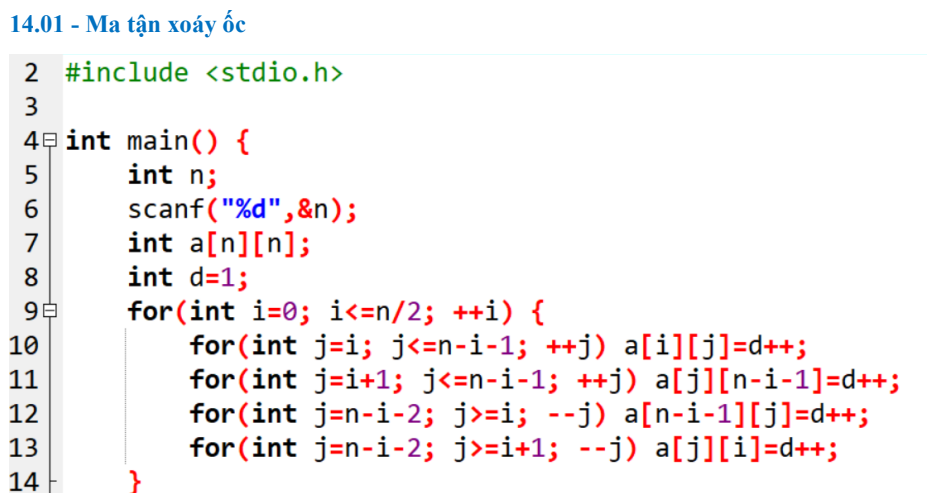 14.01 - Ma tận xoáy ốc
2 #include <stdio.h>
3
4 int main() {
5     int n;
6     scanf("%d",&n);
7     int a[n][n];
8     int d=1;
9     for(int i=0; i<=n/2; ++i) {
10         for(int j=i; j<=n-i-1; ++j) a[i][j]=d++;
11         for(int j=i+1; j<=n-i-1; ++j) a[j][n-i-1]=d++;
12         for(int j=n-i-2; j>=i; --j) a[n-i-1][j]=d++;
13         for(int j=n-i-2; j>=i+1; --j) a[j][i]=d++;
14     }